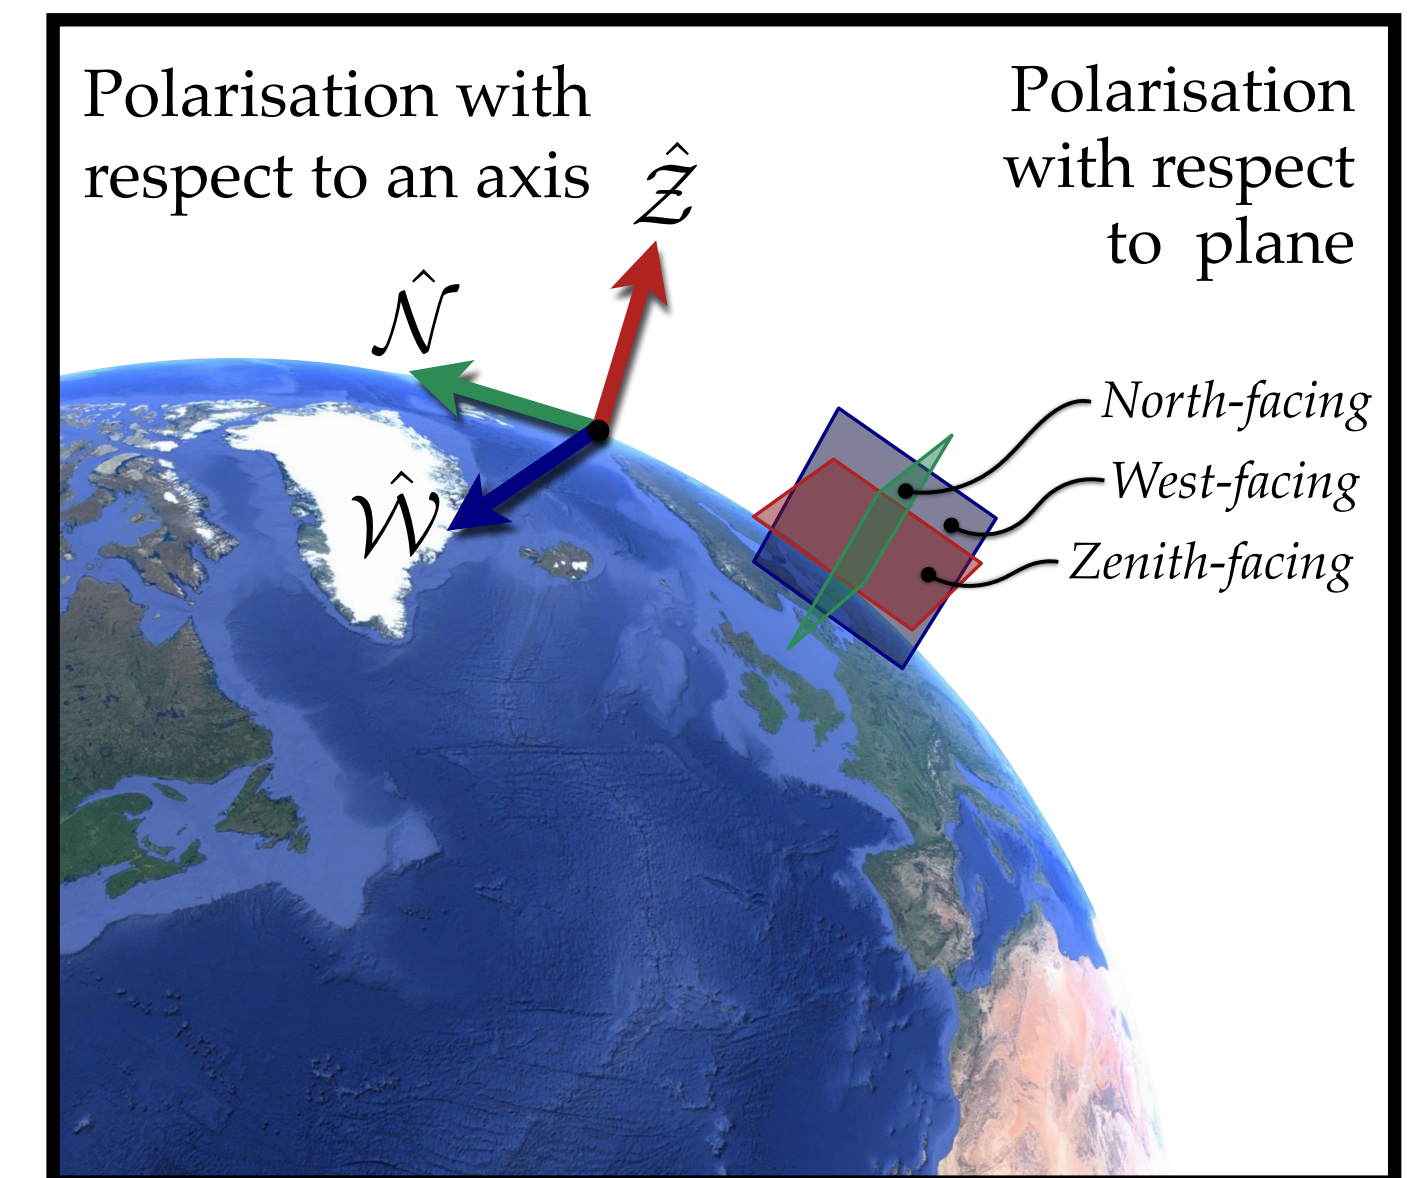 Polarisation with
respect to an axis
Polarisation
with respect
to plane
𝒵̂
𝒩̂
𝒲̂
North-facing
West-facing
Zenith-facing